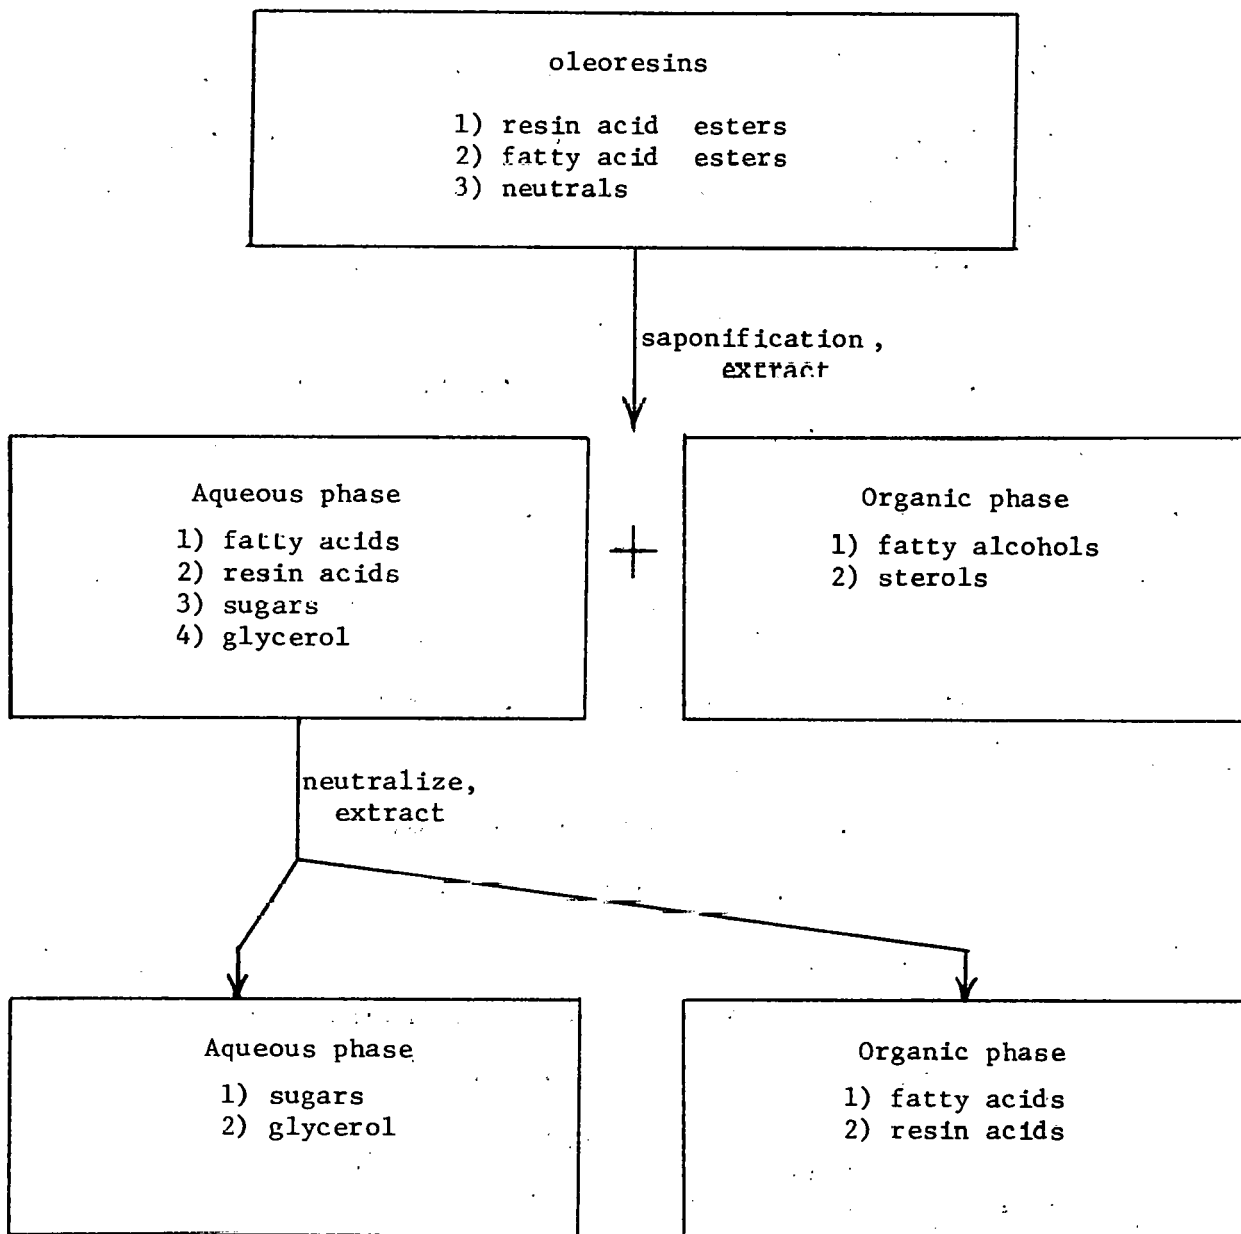 oleoresins
1) resin acid esters
2) fatty acid esters
3) neutrals
saponification,
extract
Aqueous phase
1) fatty acids
2) resin acids
3) sugars
4) glycerol
+
Organic phase
1) fatty alcohols
2) sterols
neutralize,
extract
Aqueous phase
1) sugars
2) glycerol
Organic phase
1) fatty acids
2) resin acids